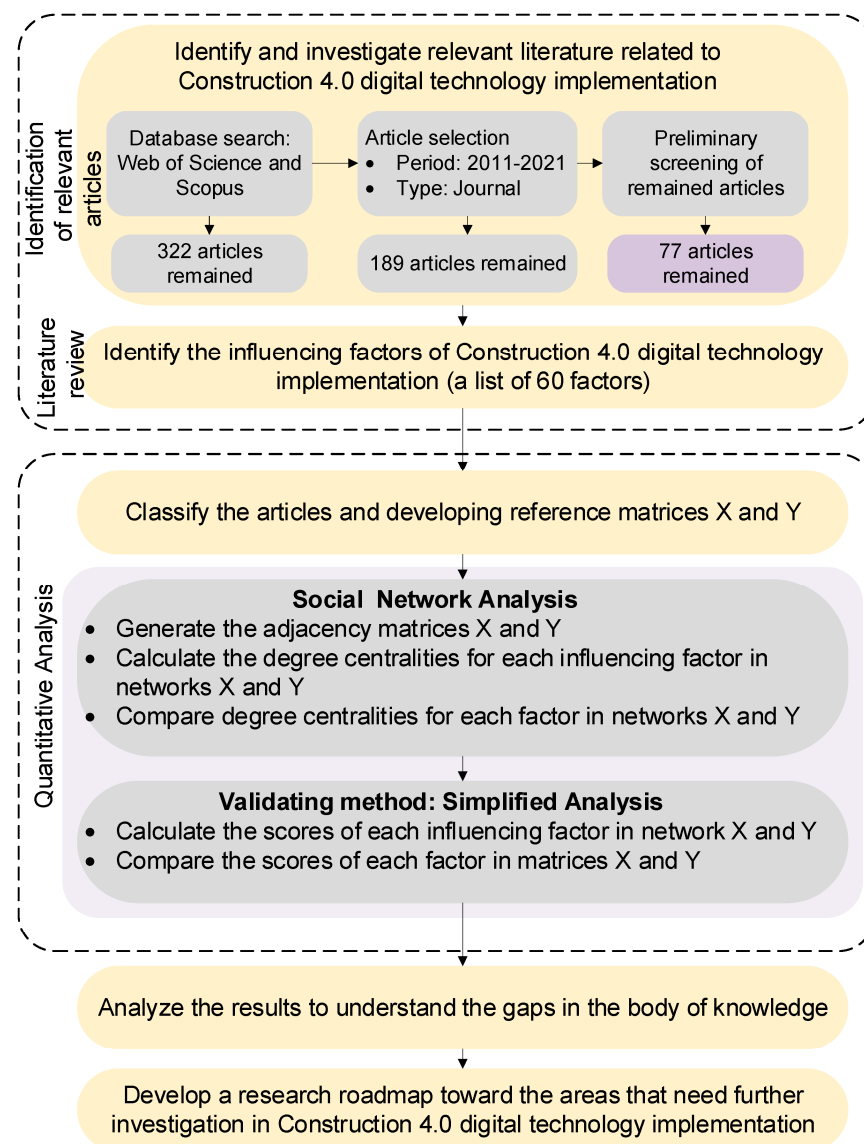 Identify and investigate relevant literature related to
Construction 4.0 digital technology implementation
Identification
of relevant
articles
Database search:
Web of Science and
Scopus
Article selection
• Period: 2011-2021
• Type: Journal
Preliminary
screening of
remained articles
322 articles
remained
189 articles remained
77 articles
remained
Literature
review
Identify the influencing factors of Construction 4.0 digital technology
implementation (a list of 60 factors)
Classify the articles and developing reference matrices X and Y
Quantitative Analysis
Social Network Analysis
• Generate the adjacency matrices X and Y
• Calculate the degree centralities for each influencing factor in
networks X and Y
• Compare degree centralities for each factor in networks X and Y
Validating method: Simplified Analysis
• Calculate the scores of each influencing factor in network X and Y
• Compare the scores of each factor in matrices X and Y
Analyze the results to understand the gaps in the body of knowledge
Develop a research roadmap toward the areas that need further
investigation in Construction 4.0 digital technology implementation